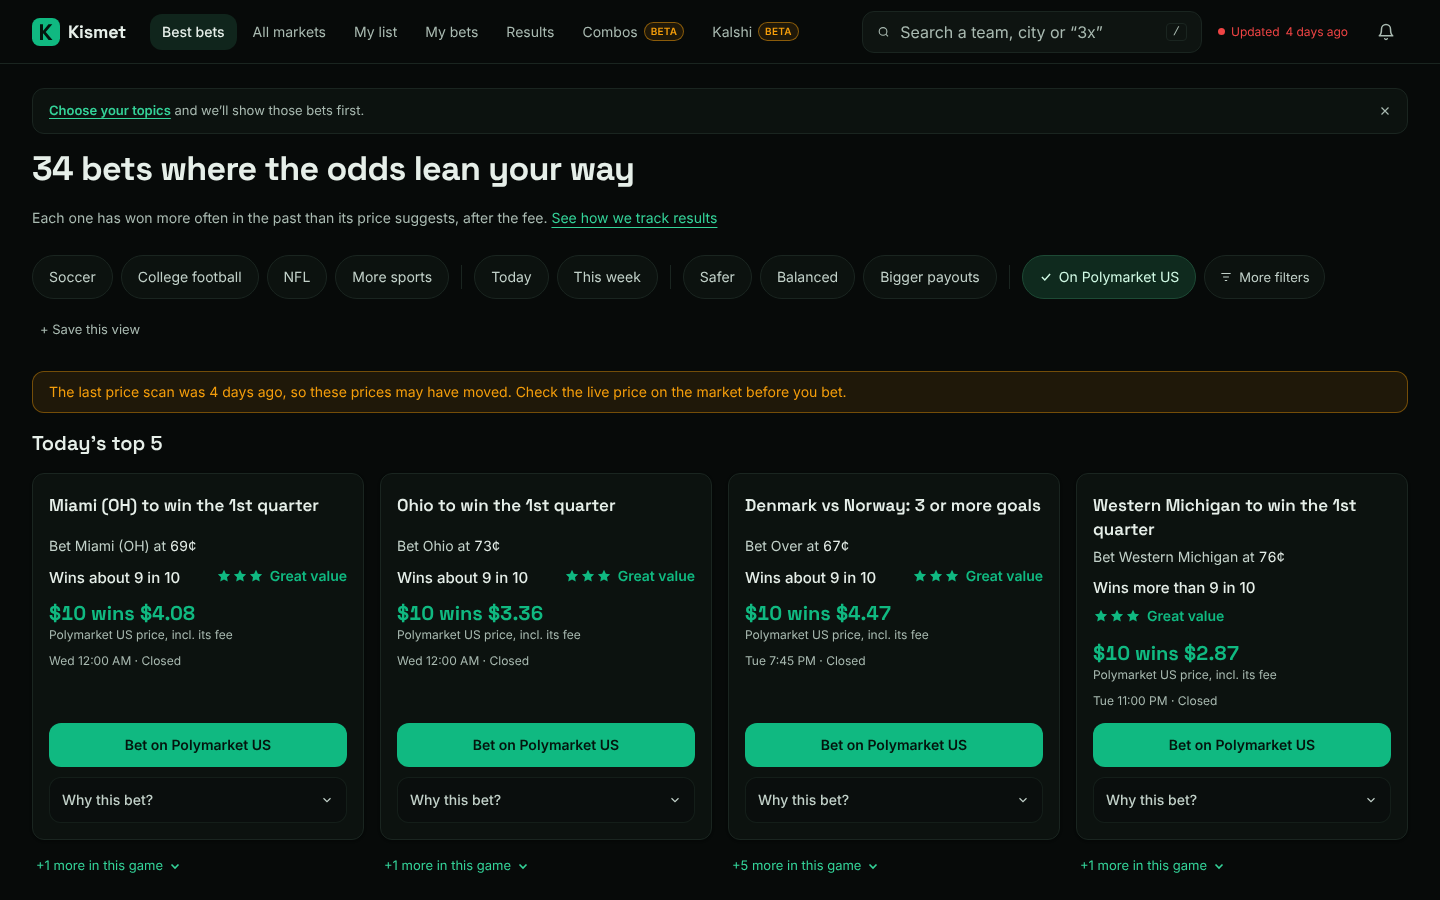 K Kismet
Best bets
All markets
My list
My bets
Results
Combos BETA
Kalshi BETA
Search a team, city or “3x” /
Updated 4 days ago
Choose your topics and we’ll show those bets first.
34 bets where the odds lean your way
Each one has won more often in the past than its price suggests, after the fee. See how we track results
Soccer
College football
NFL
More sports
Today
This week
Safer
Balanced
Bigger payouts
On Polymarket US
More filters
+ Save this view
The last price scan was 4 days ago, so these prices may have moved. Check the live price on the market before you bet.
Today’s top 5
Miami (OH) to win the 1st quarter
Bet Miami (OH) at 69¢
Wins about 9 in 10
Great value
$10 wins $4.08
Polymarket US price, incl. its fee
Wed 12:00 AM · Closed
Bet on Polymarket US
Why this bet?
+1 more in this game
Ohio to win the 1st quarter
Bet Ohio at 73¢
Wins about 9 in 10
Great value
$10 wins $3.36
Polymarket US price, incl. its fee
Wed 12:00 AM · Closed
Bet on Polymarket US
Why this bet?
+1 more in this game
Denmark vs Norway: 3 or more goals
Bet Over at 67¢
Wins about 9 in 10
Great value
$10 wins $4.47
Polymarket US price, incl. its fee
Tue 7:45 PM · Closed
Bet on Polymarket US
Why this bet?
+5 more in this game
Western Michigan to win the 1st
quarter
Bet Western Michigan at 76¢
Wins more than 9 in 10
Great value
$10 wins $2.87
Polymarket US price, incl. its fee
Tue 11:00 PM · Closed
Bet on Polymarket US
Why this bet?
+1 more in this game